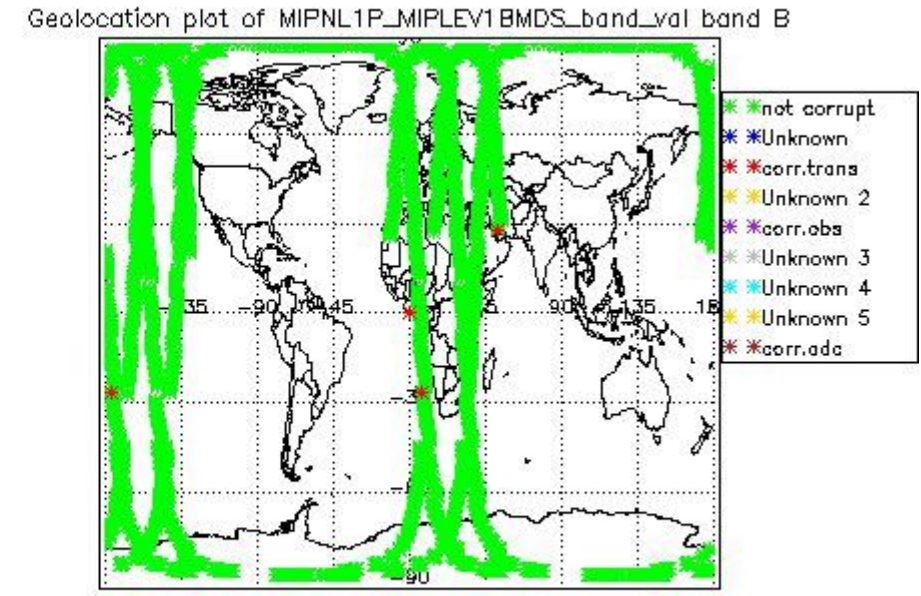 Geolocation plot of MIPNL1P_MIPLEV1BMDS_band_val band B
not corrupt
Unknown
corr.trans
Unknown 2
corr.obs
Unknown 3
Unknown 4
Unknown 5
corr.adc
-90
-45
90
135
-90